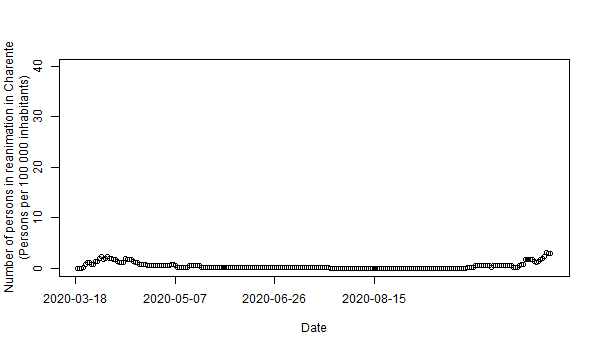 Number of persons in reanimation in Charente
(Persons per 100 000 inhabitants)
40
30
20
10
0
2020-03-18 2020-05-07 2020-06-26 2020-08-15
Date